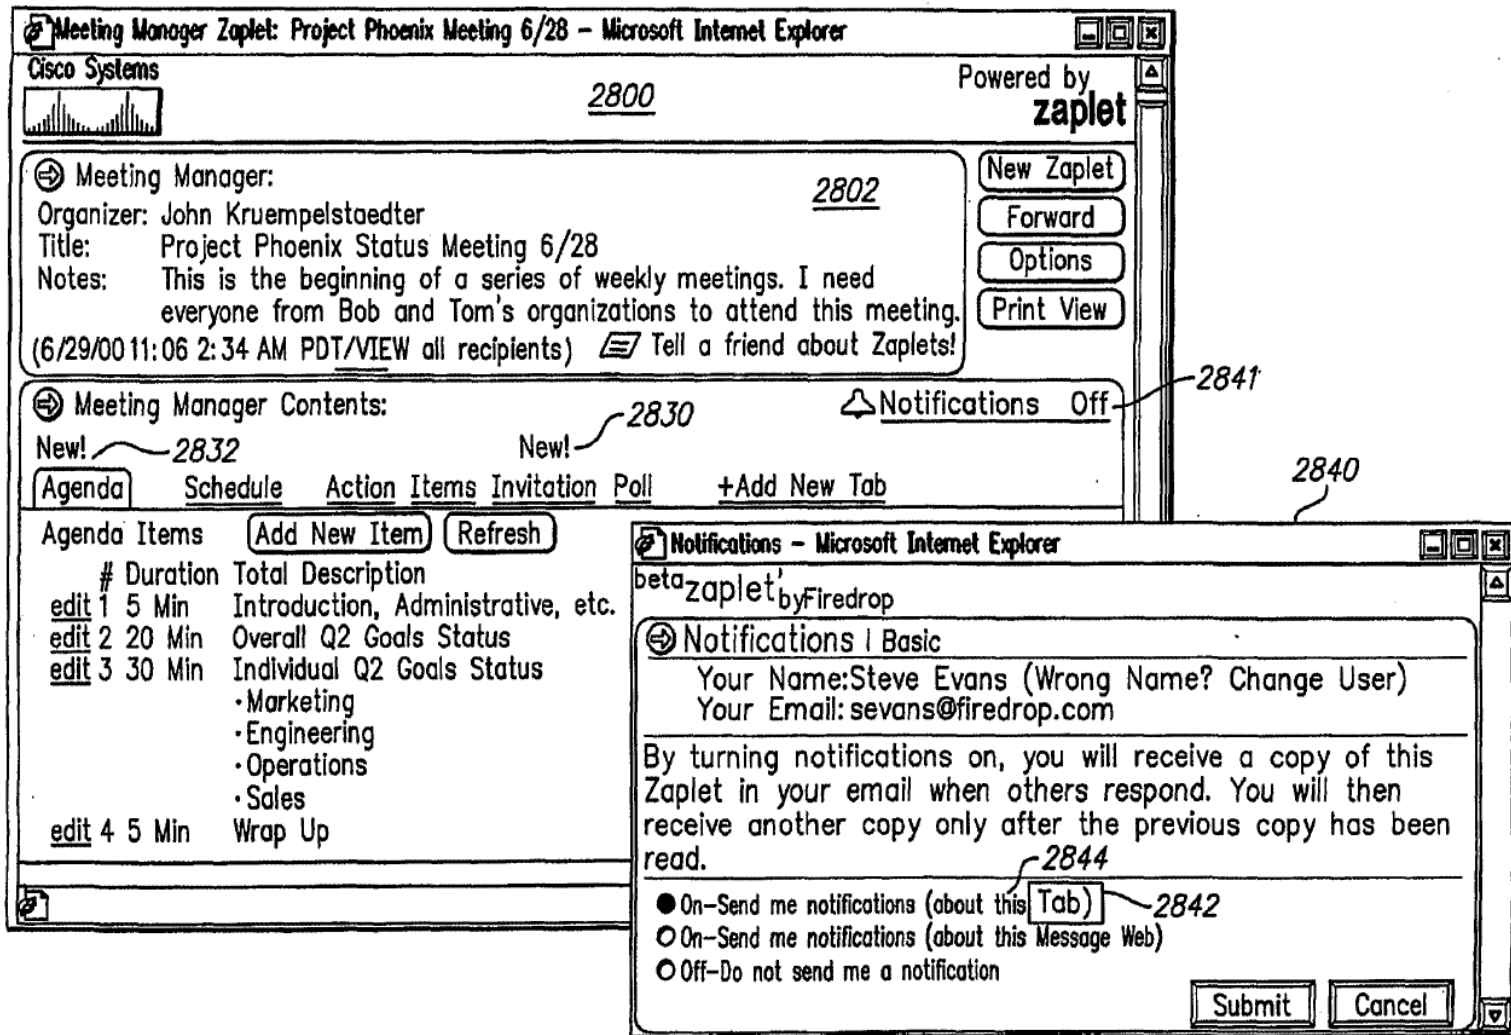 Meeting Manager Zaplet: Project Phoenix Meeting 6/28 – Microsoft Internet Explorer
Cisco Systems
2800
Powered by
zaplet
Meeting Manager:
2802
Organizer: John Kruempelstaedter
Title: Project Phoenix Status Meeting 6/28
Notes: This is the beginning of a series of weekly meetings. I need
everyone from Bob and Tom's organizations to attend this meeting.
(6/29/00 11:06 2:34 AM PDT/VIEW all recipients) Tell a friend about Zaplets!
New Zaplet
Forward
Options
Print View
Meeting Manager Contents:
Notifications Off
2841
New! 2832
New! 2830
Agenda Schedule Action Items Invitation Poll +Add New Tab
Agenda Items Add New Item Refresh
# Duration Total Description
edit 1 5 Min Introduction, Administrative, etc.
edit 2 20 Min Overall Q2 Goals Status
edit 3 30 Min Individual Q2 Goals Status
·Marketing
·Engineering
·Operations
·Sales
edit 4 5 Min Wrap Up
2840
Notifications – Microsoft Internet Explorer
beta zaplet' byFiredrop
Notifications | Basic
Your Name:Steve Evans (Wrong Name? Change User)
Your Email: sevans@firedrop.com
By turning notifications on, you will receive a copy of this
Zaplet in your email when others respond. You will then
receive another copy only after the previous copy has been
read.
2844
On–Send me notifications (about this Tab) 2842
On–Send me notifications (about this Message Web)
Off–Do not send me a notification
Submit Cancel